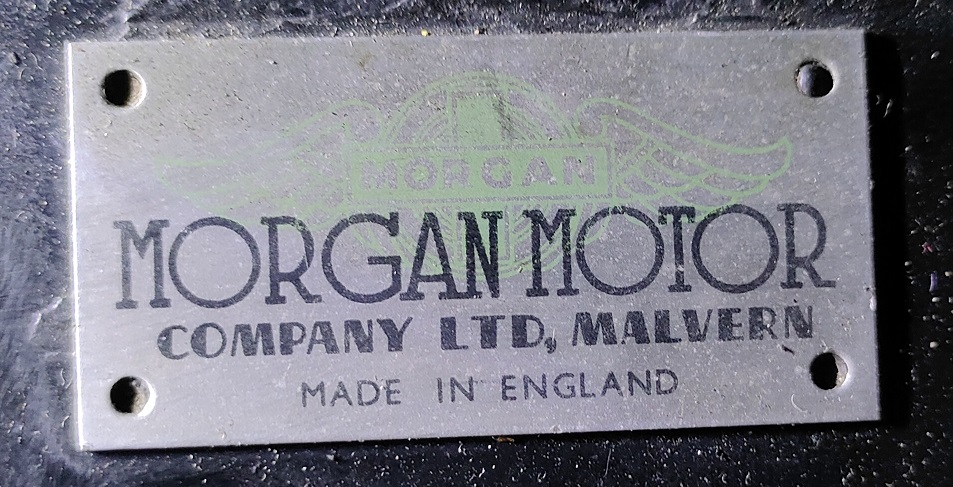 MORGAN
MORGAN MOTOR
COMPANY LTD, MALVERN
MADE IN ENGLAND